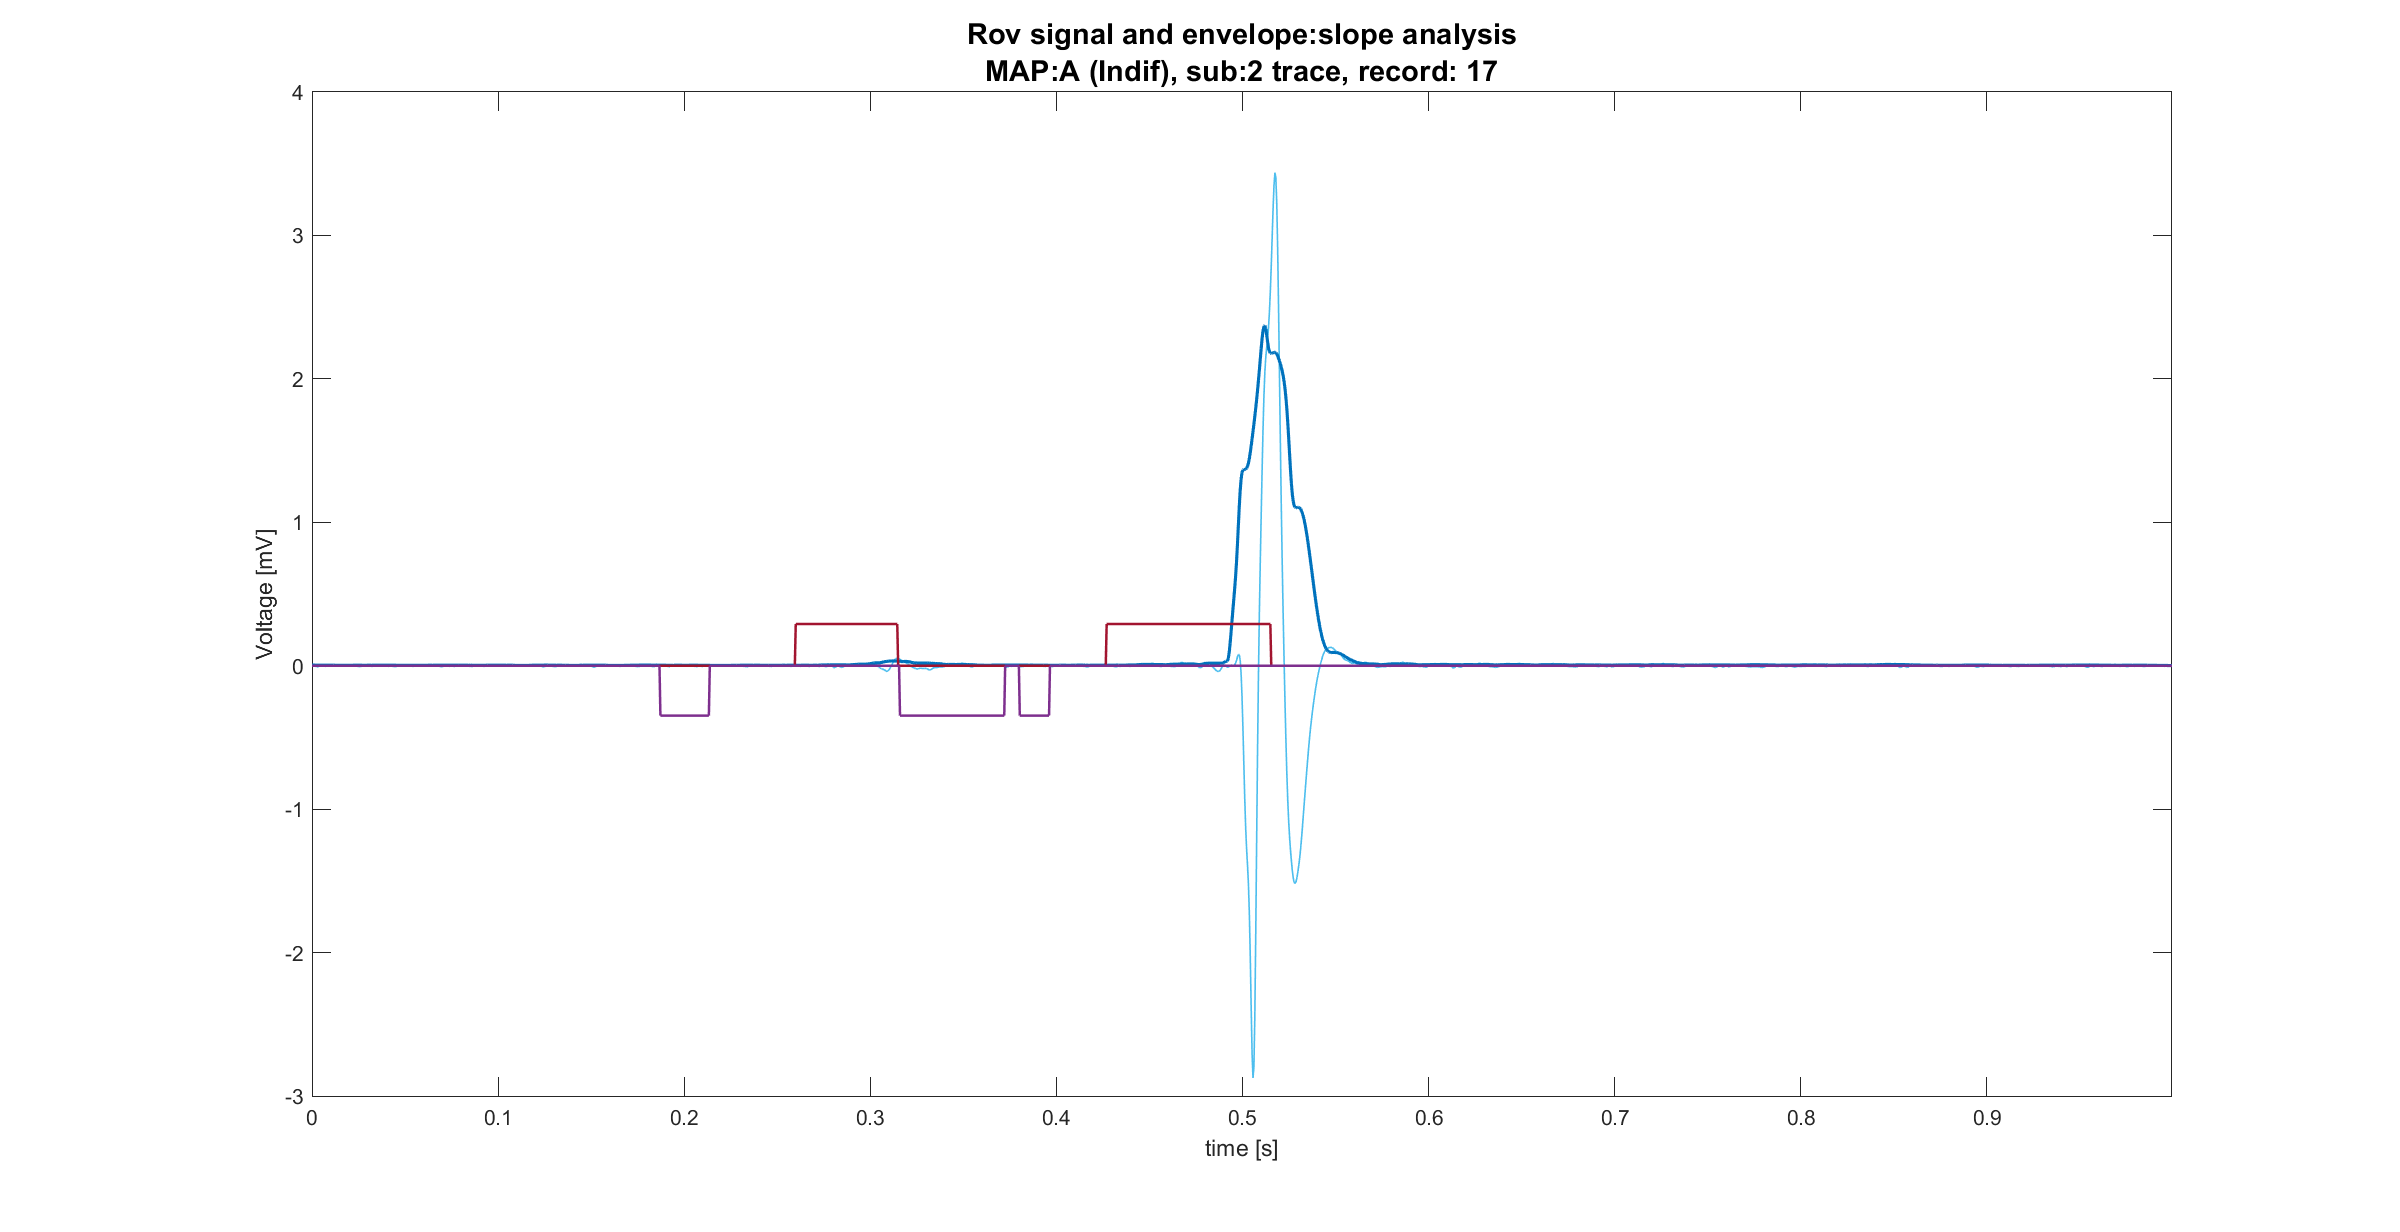 Rov signal and envelope:slope analysis
MAP:A (Indif), sub:2 trace, record: 17
4
3
2
1
0
-1
-2
-3
Voltage [mV]
0 0.1 0.2 0.3 0.4 0.5 0.6 0.7 0.8 0.9
time [s]